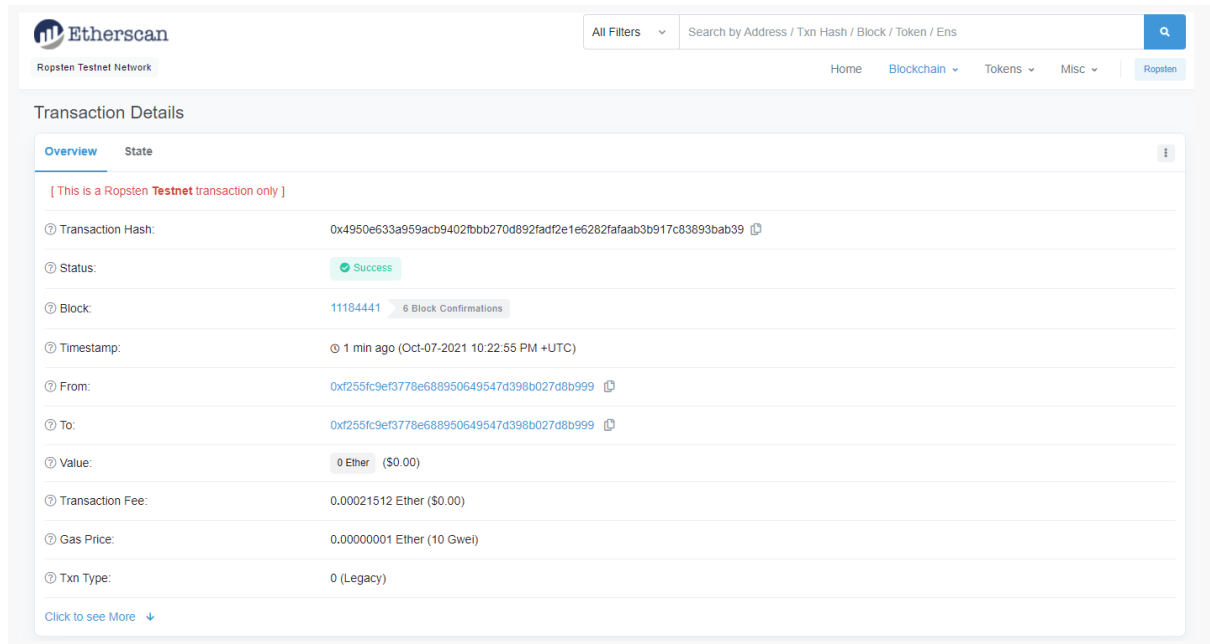 Etherscan
All Filters
Search by Address / Txn Hash / Block / Token / Ens
Ropsten Testnet Network
Home Blockchain Tokens Misc Ropsten
Transaction Details
Overview State
[ This is a Ropsten Testnet transaction only ]
Transaction Hash: 0x4950e633a959acb9402fbbb270d892fadf2e1e6282fafaab3b917c83893bab39
Status: Success
Block: 11184441 6 Block Confirmations
Timestamp: 1 min ago (Oct-07-2021 10:22:55 PM +UTC)
From: 0xf255fc9ef3778e688950649547d398b027d8b999
To: 0xf255fc9ef3778e688950649547d398b027d8b999
Value: 0 Ether ($0.00)
Transaction Fee: 0.00021512 Ether ($0.00)
Gas Price: 0.00000001 Ether (10 Gwei)
Txn Type: 0 (Legacy)
Click to see More